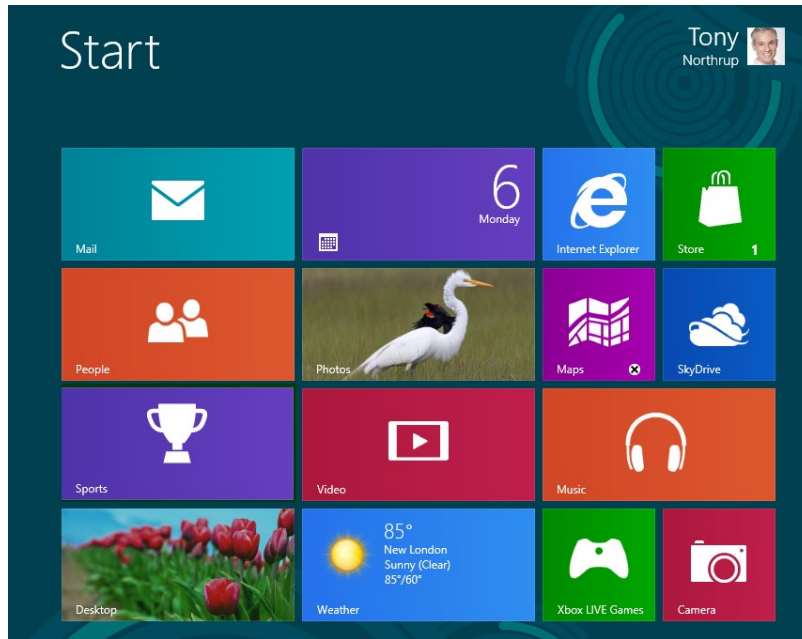 Start
Tony
Northrup
Mail
6
Monday
Internet Explorer
Store 1
People
Photos
Maps
SkyDrive
Sports
Video
Music
Desktop
85°
New London
Sunny (Clear)
85°/60°
Weather
Xbox LIVE Games
Camera